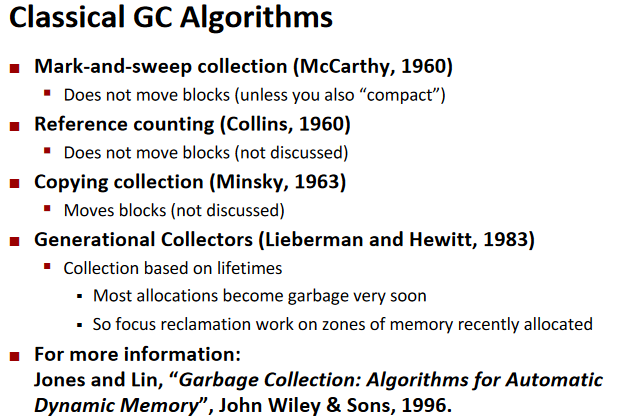 Classical GC Algorithms
Mark-and-sweep collection (McCarthy, 1960)
Does not move blocks (unless you also “compact”)
Reference counting (Collins, 1960)
Does not move blocks (not discussed)
Copying collection (Minsky, 1963)
Moves blocks (not discussed)
Generational Collectors (Lieberman and Hewitt, 1983)
Collection based on lifetimes
Most allocations become garbage very soon
So focus reclamation work on zones of memory recently allocated
For more information:
Jones and Lin, “Garbage Collection: Algorithms for Automatic
Dynamic Memory”, John Wiley & Sons, 1996.